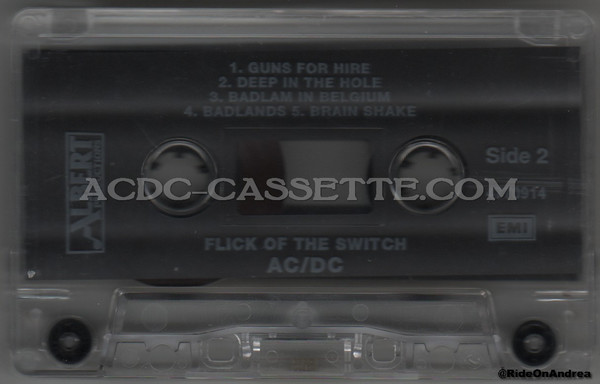 1. GUNS FOR HIRE
2. DEEP IN THE HOLE
3. BADLAM IN BELGIUM
4. BADLANDS 5. BRAIN SHAKE
ALBERT
Side 2
ACDC-CASSETTE.COM
EMI
FLICK OF THE SWITCH
AC/DC
@RideOnAndrea